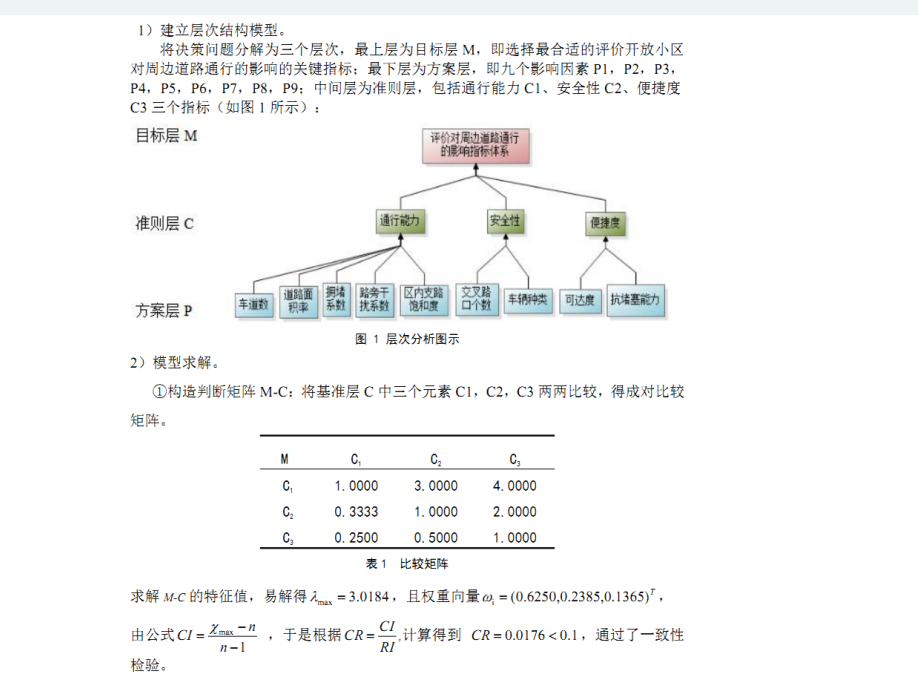 1）建立层次结构模型。
将决策问题分解为三个层次，最上层为目标层 M，即选择最合适的评价开放小区
对周边道路通行的影响的关键指标；最下层为方案层，即九个影响因素 P1，P2，P3，
P4，P5，P6，P7，P8，P9；中间层为准则层，包括通行能力 C1、安全性 C2、便捷度
C3 三个指标（如图 1 所示）：
目标层 M
评价对周边道路通行
的影响指标体系
准则层 C
通行能力
安全性
便捷度
方案层 P
车道数
道路面
积率
拥堵
系数
路旁干
扰系数
区内支路
饱和度
交叉路
口个数
车辆种类
可达度
抗堵塞能力
图 1 层次分析图示
2）模型求解。
①构造判断矩阵 M-C：将基准层 C 中三个元素 C1，C2，C3 两两比较，得成对比较
矩阵。
M C₁ C₂ C₃
C₁ 1.0000 3.0000 4.0000
C₂ 0.3333 1.0000 2.0000
C₃ 0.2500 0.5000 1.0000
表 1 比较矩阵
求解 M-C 的特征值，易解得 λmax = 3.0184，且权重向量 ωi = (0.6250,0.2385,0.1365)ᵀ，
由公式 CI = (χmax − n)/(n − 1)，于是根据 CR = CI/RI,计算得到 CR = 0.0176 < 0.1，通过了一致性
检验。